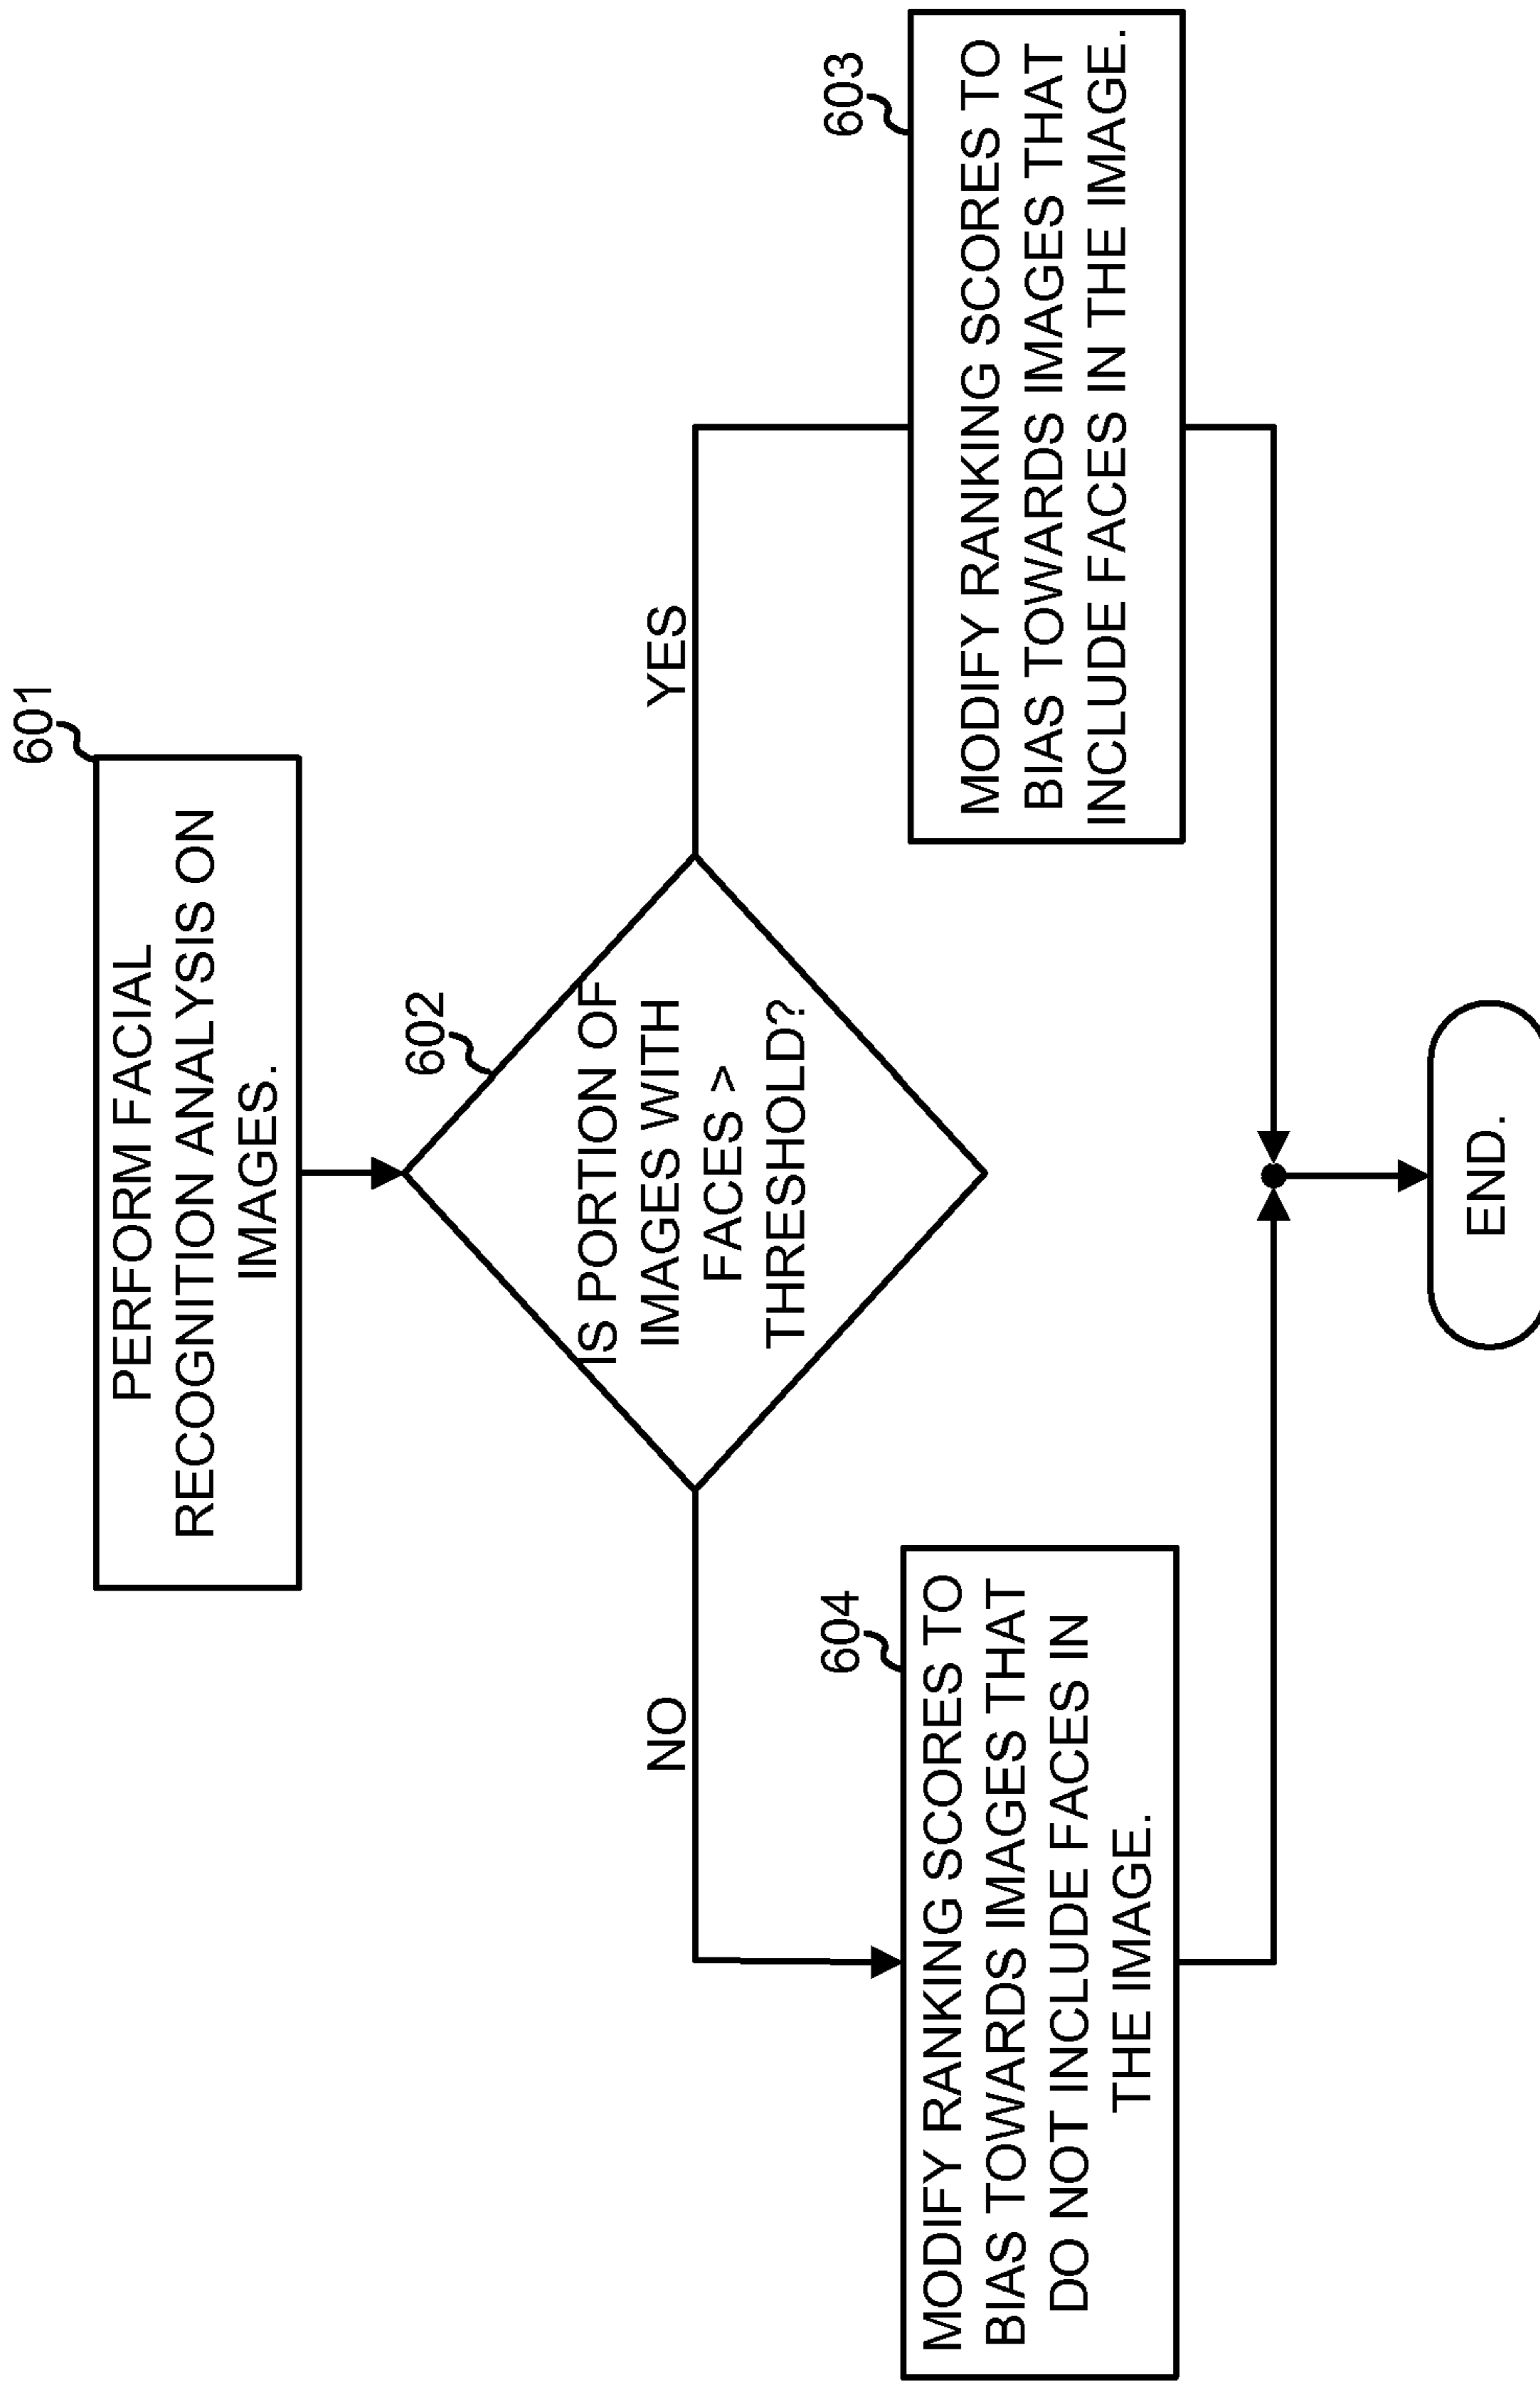 601
PERFORM FACIAL
RECOGNITION ANALYSIS ON
IMAGES.
602
IS PORTION OF
IMAGES WITH
FACES >
THRESHOLD?
NO
YES
604
MODIFY RANKING SCORES TO
BIAS TOWARDS IMAGES THAT
DO NOT INCLUDE FACES IN
THE IMAGE.
603
MODIFY RANKING SCORES TO
BIAS TOWARDS IMAGES THAT
INCLUDE FACES IN THE IMAGE.
END.